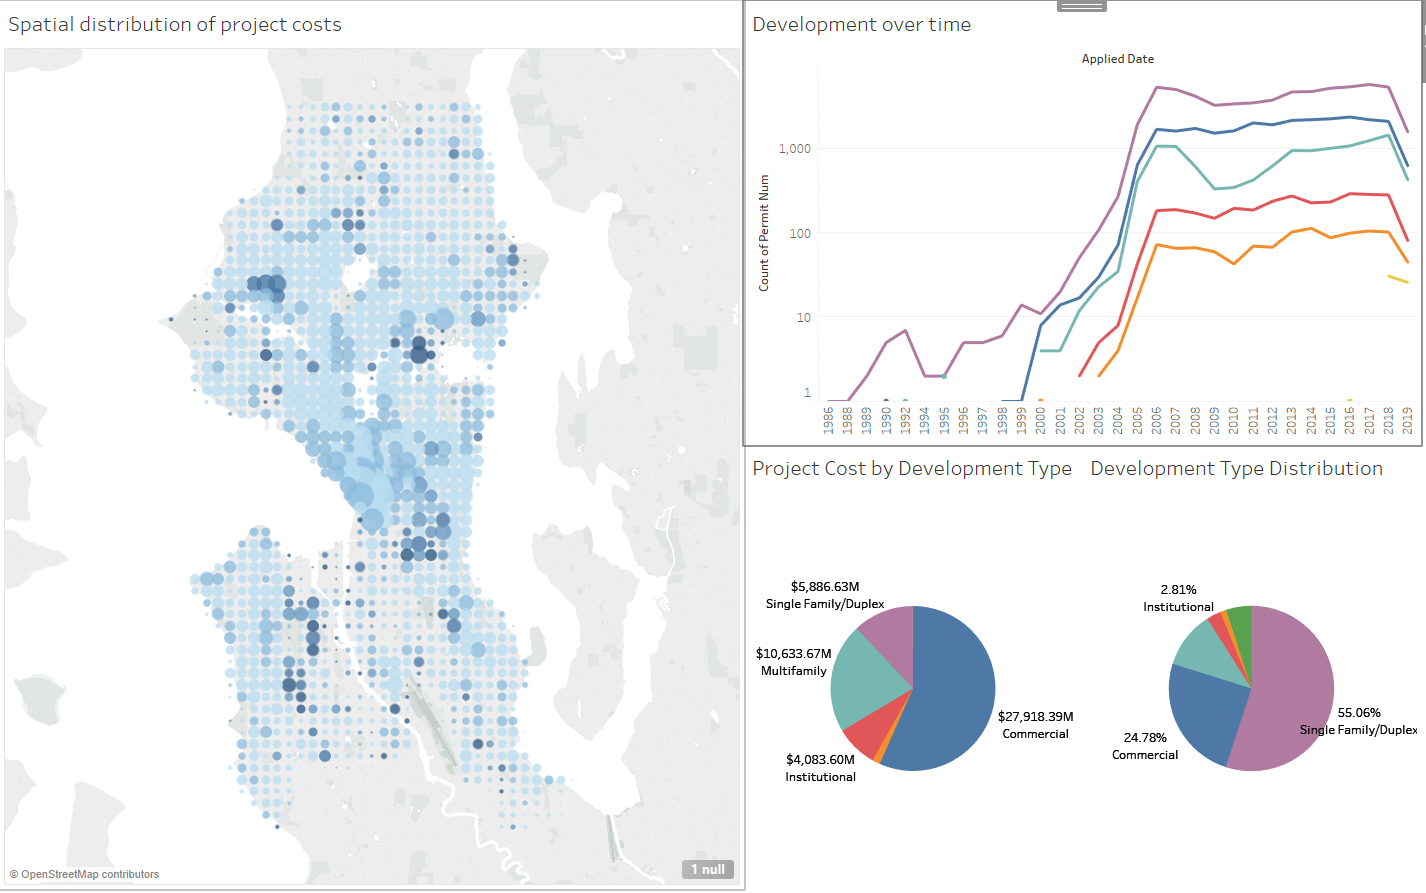 Spatial distribution of project costs
© OpenStreetMap contributors
1 null
Development over time
Applied Date
Count of Permit Num
1,000
100
10
1
1986
1988
1989
1990
1992
1994
1995
1996
1997
1998
1999
2000
2001
2002
2003
2004
2005
2006
2007
2008
2009
2010
2011
2012
2013
2014
2015
2016
2017
2018
2019
Project Cost by Development Type
$5,886.63M
Single Family/Duplex
$10,633.67M
Multifamily
$4,083.60M
Institutional
$27,918.39M
Commercial
Development Type Distribution
2.81%
Institutional
24.78%
Commercial
55.06%
Single Family/Duplex